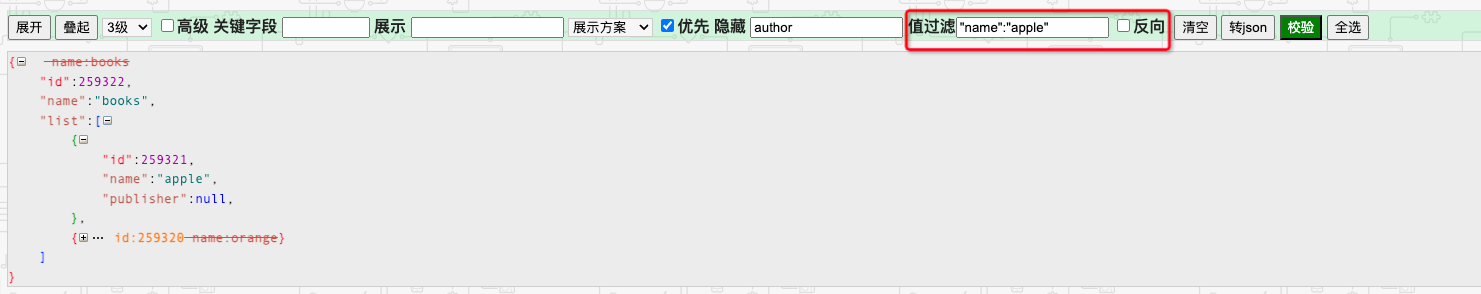 展开 叠起 3级 高级 关键字段 展示 展示方案 优先 隐藏 author 值过滤 "name":"apple" 反向 清空 转json 校验 全选
{ name:books
"id":259322,
"name":"books",
"list":[
{
"id":259321,
"name":"apple",
"publisher":null,
},
{ ··· id:259320 name:orange}
]
}